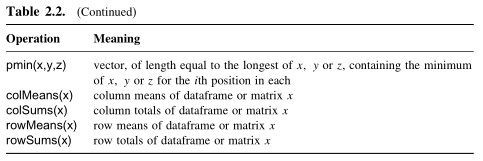 Table 2.2. (Continued)
Operation Meaning
pmin(x,y,z) vector, of length equal to the longest of x, y or z, containing the minimum
of x, y or z for the ith position in each
colMeans(x) column means of dataframe or matrix x
colSums(x) column totals of dataframe or matrix x
rowMeans(x) row means of dataframe or matrix x
rowSums(x) row totals of dataframe or matrix x